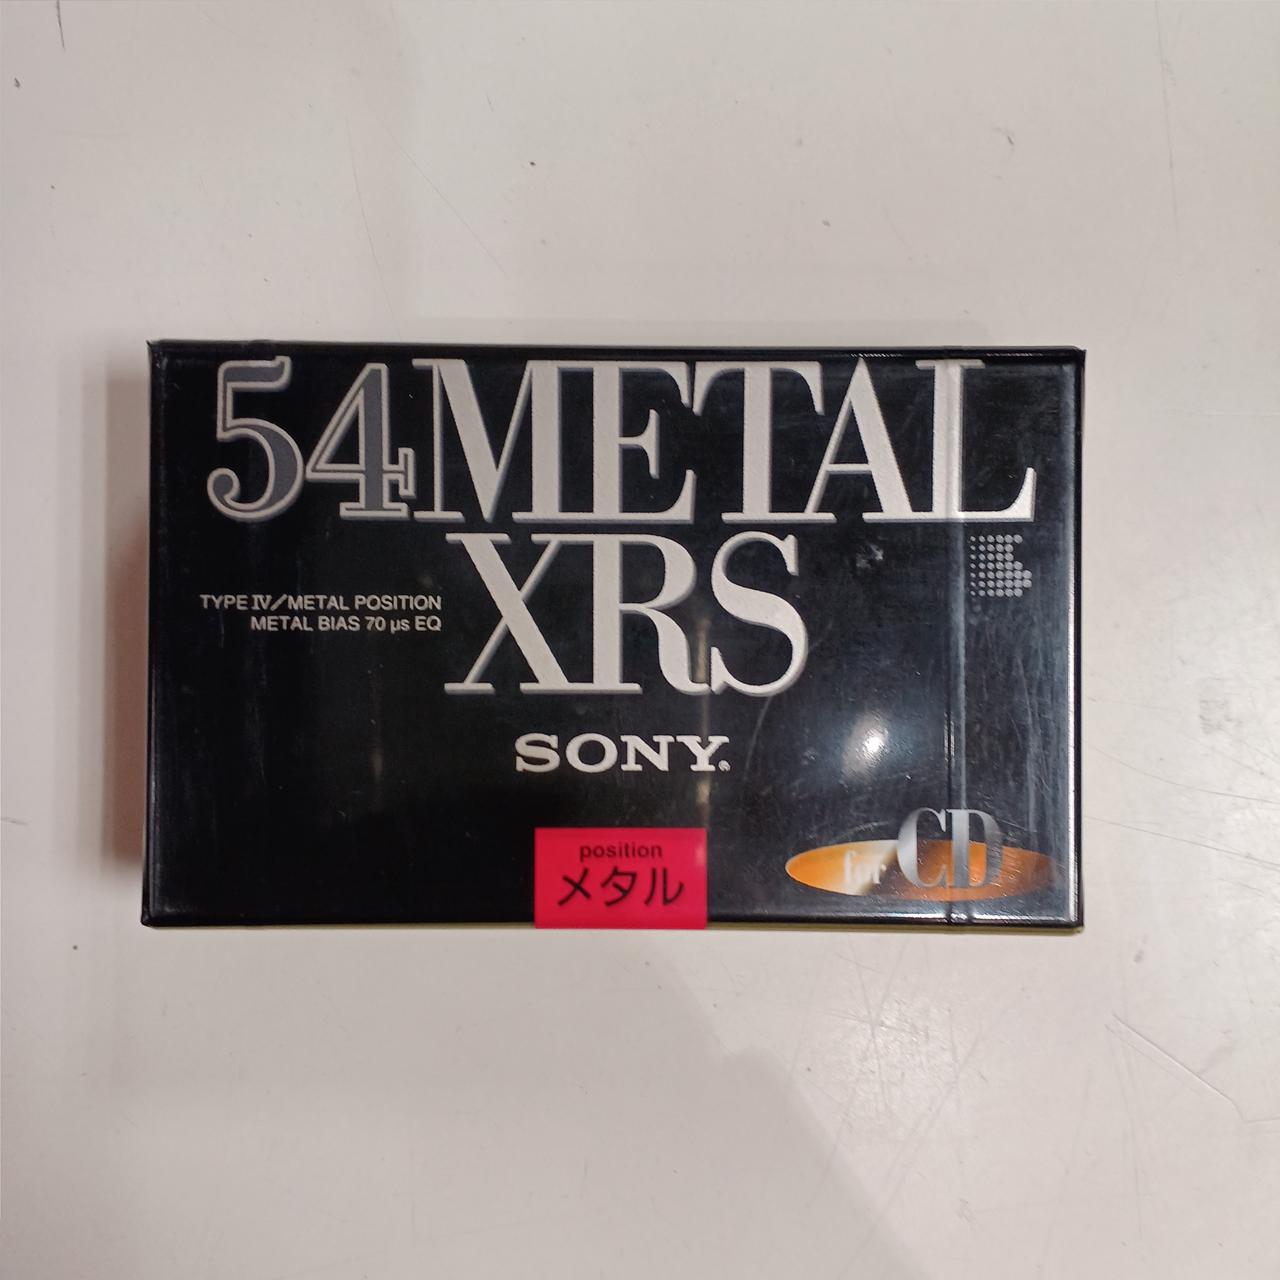 54METAL
XRS
TYPE Ⅳ/METAL POSITION
METAL BIAS 70 µs EQ
SONY®
position
メタル
for CD